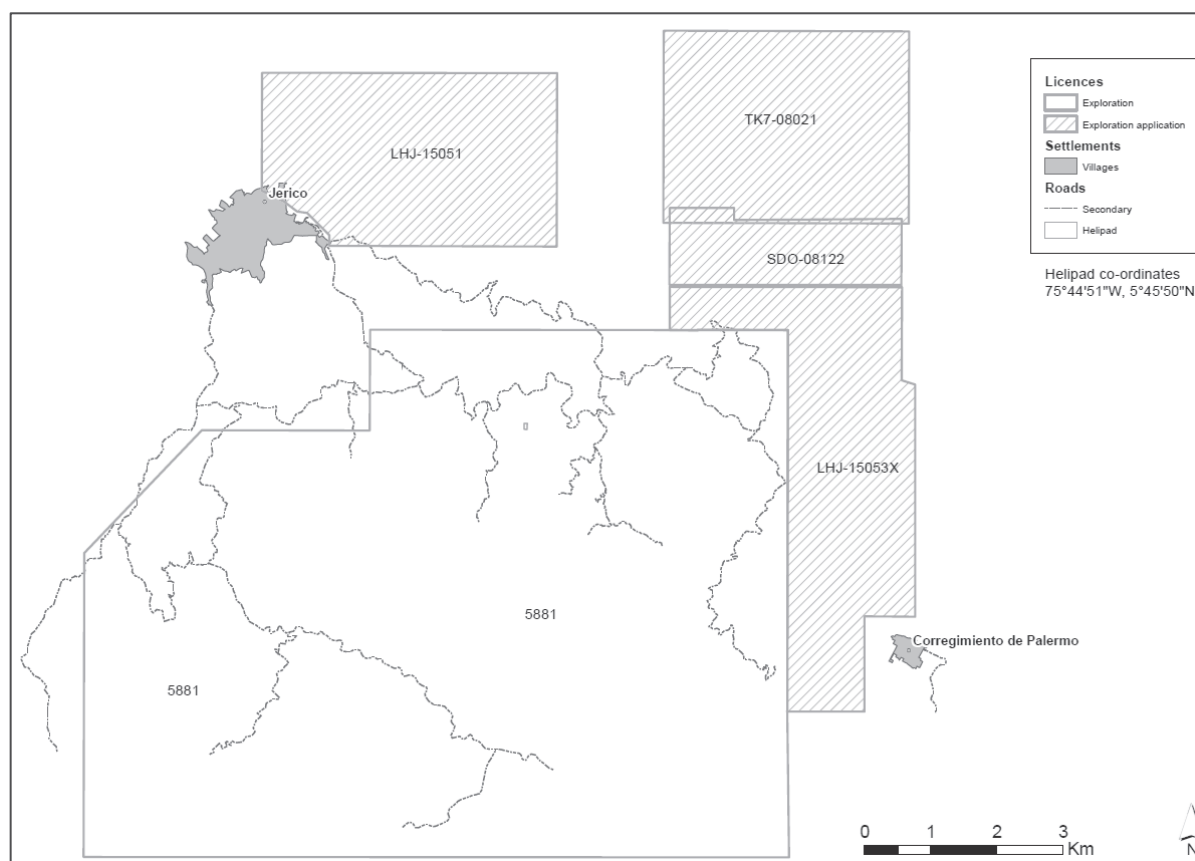 TK7-08021
LHJ-15051
Jerico
SDO-08122
LHJ-15053X
5881
5881
Corregimiento de Palermo
Licences
Exploration
Exploration application
Settlements
Villages
Roads
Secondary
Helipad
Helipad co-ordinates
75°44'51"W, 5°45'50"N
0 1 2 3
Km
N